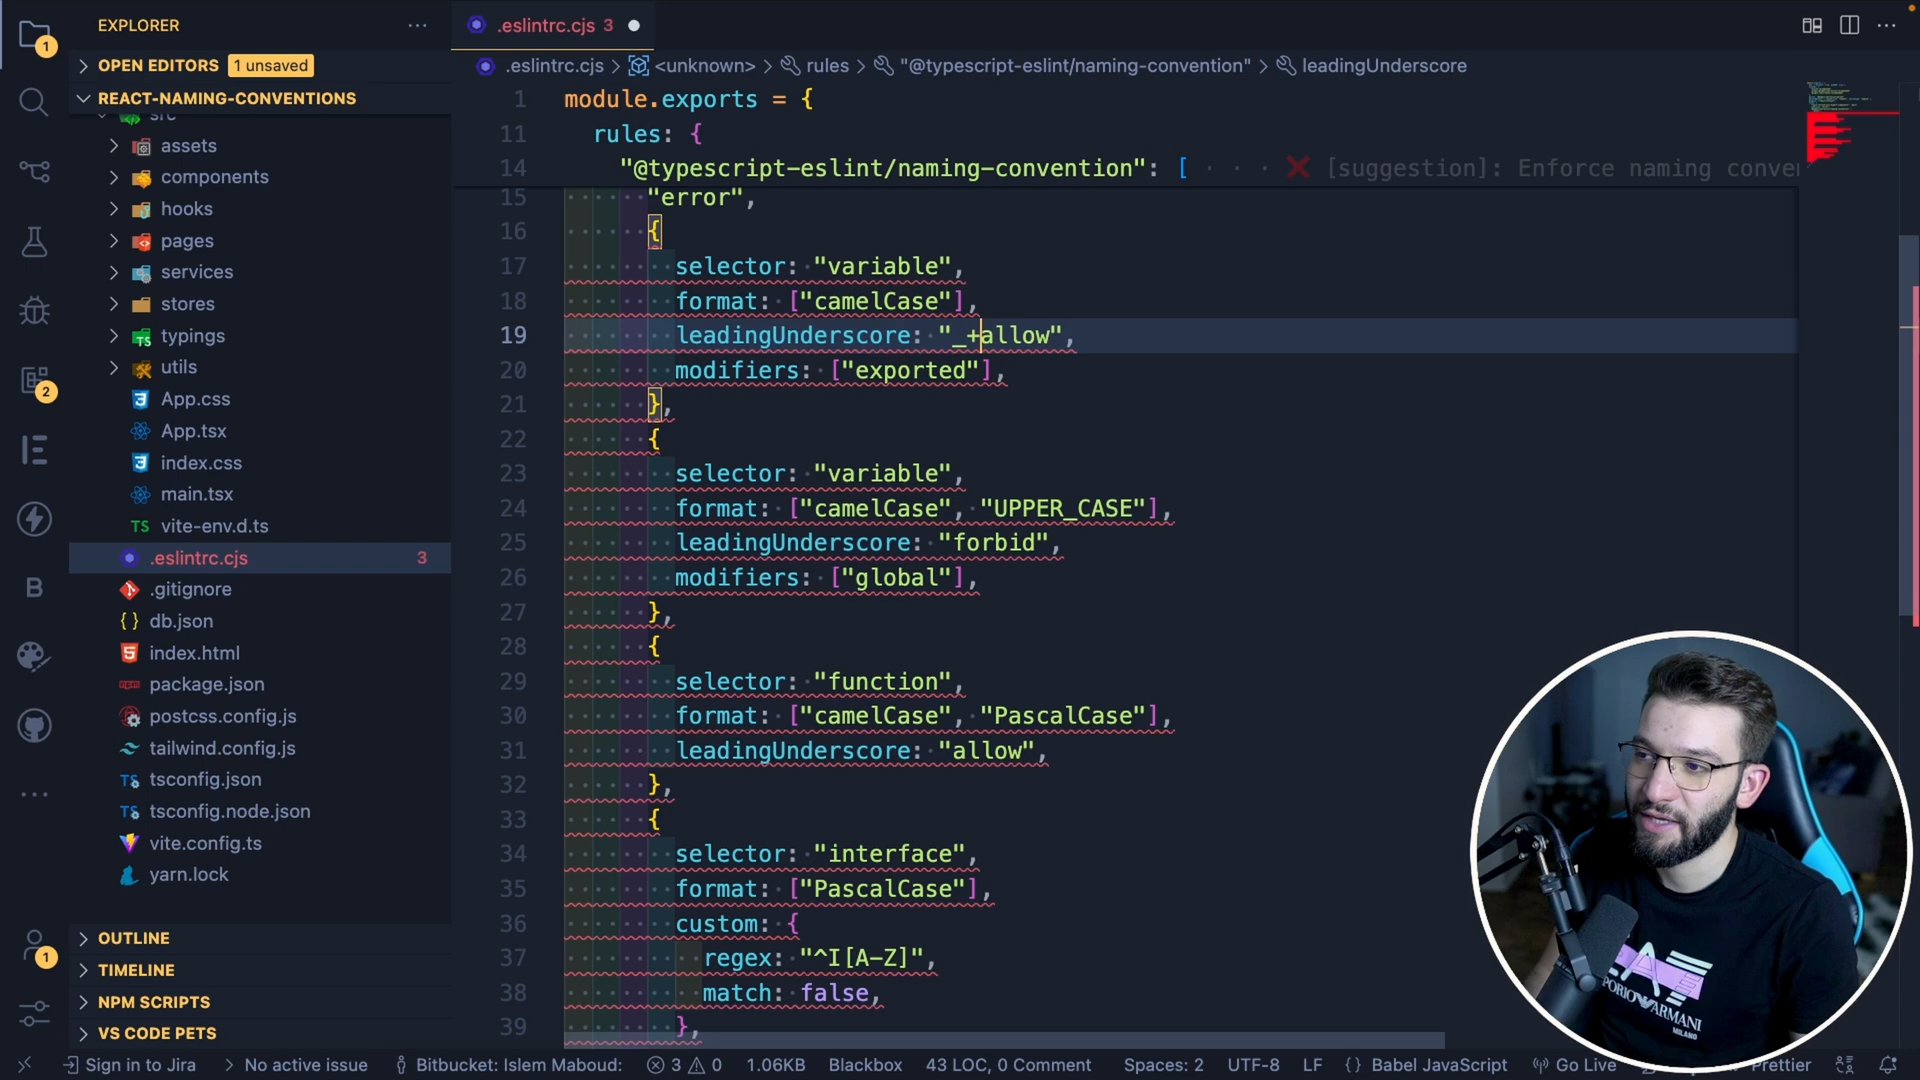 EXPLORER
OPEN EDITORS 1 unsaved
REACT-NAMING-CONVENTIONS
src
assets
components
hooks
pages
services
stores
typings
utils
App.css
App.tsx
index.css
main.tsx
TS vite-env.d.ts
.eslintrc.cjs 3
.gitignore
db.json
index.html
package.json
postcss.config.js
tailwind.config.js
tsconfig.json
tsconfig.node.json
vite.config.ts
yarn.lock
OUTLINE
TIMELINE
NPM SCRIPTS
VS CODE PETS
1
2
1
.eslintrc.cjs 3
.eslintrc.cjs > <unknown> > rules > "@typescript-eslint/naming-convention" > leadingUnderscore
1 module.exports = {
11 rules: {
14 "@typescript-eslint/naming-convention": [ [suggestion]: Enforce naming conve
15 "error",
16 {
17 selector: "variable",
18 format: ["camelCase"],
19 leadingUnderscore: "_+allow",
20 modifiers: ["exported"],
21 },
22 {
23 selector: "variable",
24 format: ["camelCase", "UPPER_CASE"],
25 leadingUnderscore: "forbid",
26 modifiers: ["global"],
27 },
28 {
29 selector: "function",
30 format: ["camelCase", "PascalCase"],
31 leadingUnderscore: "allow",
32 },
33 {
34 selector: "interface",
35 format: ["PascalCase"],
36 custom: {
37 regex: "^I[A-Z]",
38 match: false,
39 },
MILANO
Sign in to Jira No active issue Bitbucket: Islem Maboud: 3 0 1.06KB Blackbox 43 LOC, 0 Comment Spaces: 2 UTF-8 LF {} Babel JavaScript Go Live Prettier